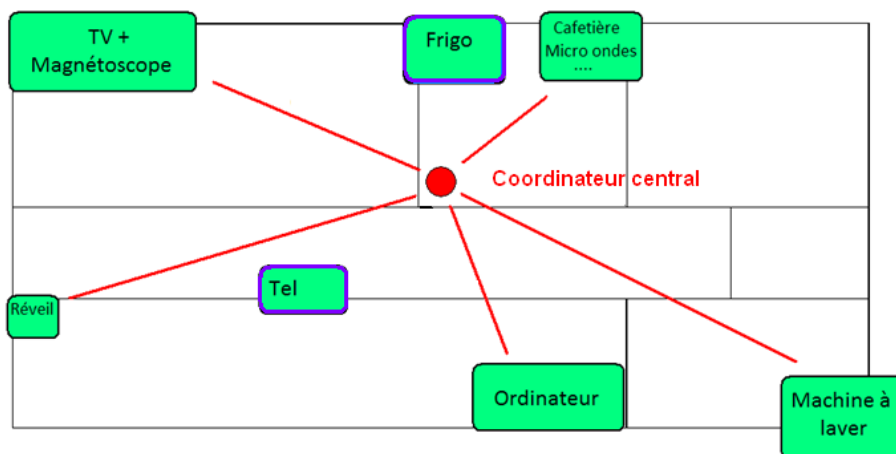 TV +
Magnétoscope
Frigo
Cafetière
Micro ondes
....
Coordinateur central
Réveil
Tel
Ordinateur
Machine à
laver